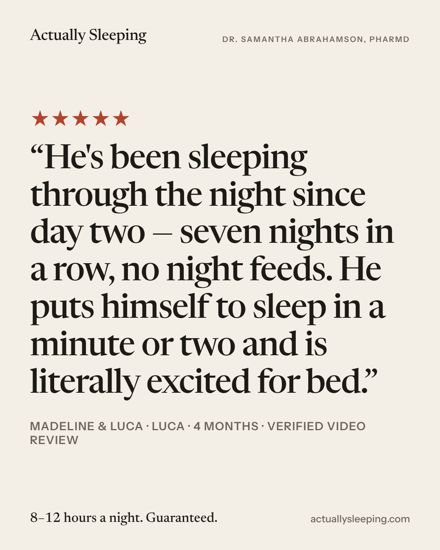 Actually Sleeping
DR. SAMANTHA ABRAHAMSON, PHARMD
★★★★★
“He's been sleeping
through the night since
day two – seven nights in
a row, no night feeds. He
puts himself to sleep in a
minute or two and is
literally excited for bed.”
MADELINE & LUCA · LUCA · 4 MONTHS · VERIFIED VIDEO
REVIEW
8–12 hours a night. Guaranteed.
actuallysleeping.com